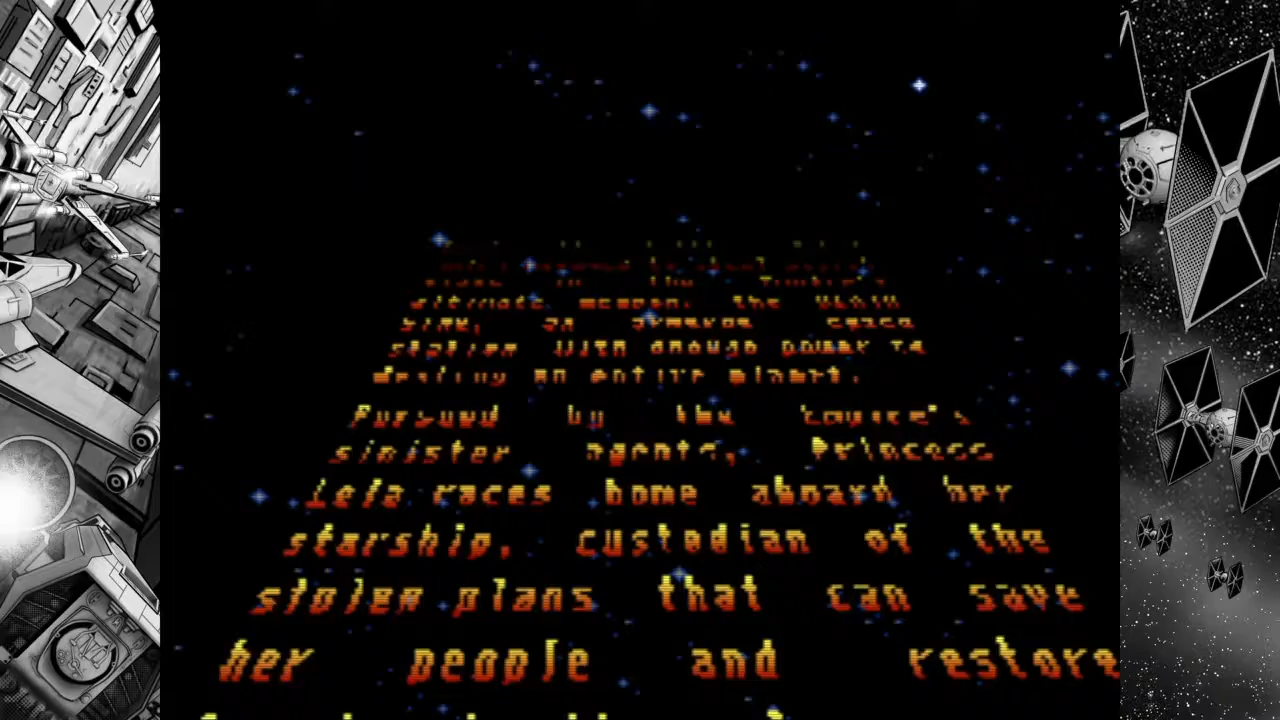 ultimate weapon, the DEATH
STAR, an armored space
station with enough power to
destroy an entire planet.
Pursued by the Empire's
sinister agents, Princess
Leia races home aboard her
starship, custodian of the
stolen plans that can save
her people and restore